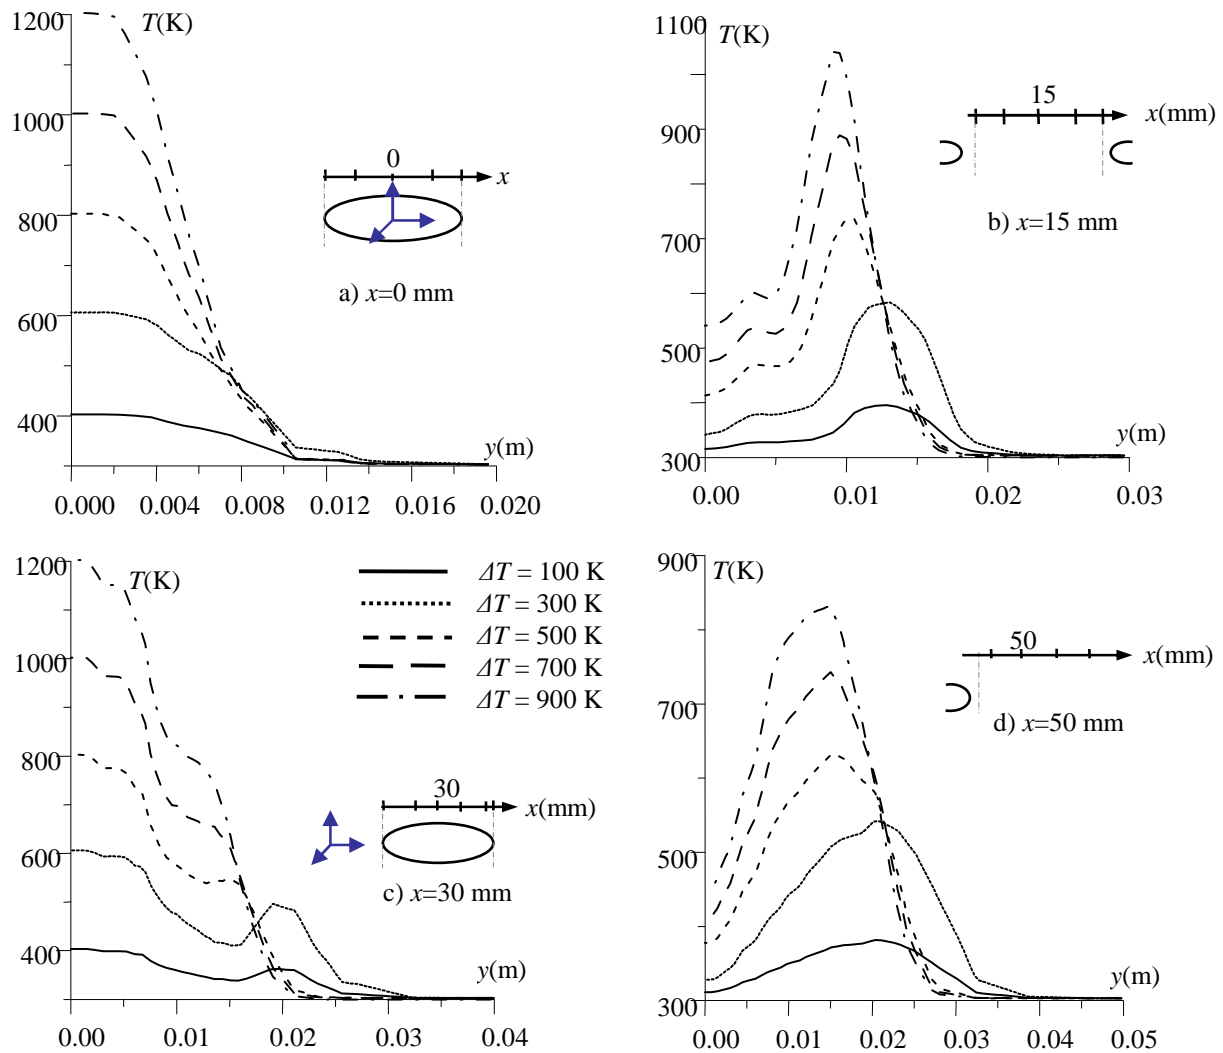 1200
T(K)
1000
800
600
400
0
x
a) x=0 mm
y(m)
0.000 0.004 0.008 0.012 0.016 0.020
1100
T(K)
900
700
500
300
15
x(mm)
b) x=15 mm
y(m)
0.00 0.01 0.02 0.03
1200
T(K)
1000
800
600
400
ΔT = 100 K
ΔT = 300 K
ΔT = 500 K
ΔT = 700 K
ΔT = 900 K
30
x(mm)
c) x=30 mm
y(m)
0.00 0.01 0.02 0.03 0.04
900
T(K)
700
500
300
50
x(mm)
d) x=50 mm
y(m)
0.00 0.01 0.02 0.03 0.04 0.05